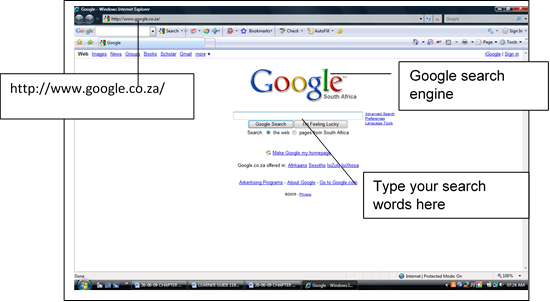 Google - Windows Internet Explorer
http://www.google.co.za/
Google
Google Search Bookmarks Check AutoFill Sign In
Google Page Tools
Web Images News Groups Books Scholar Gmail more iGoogle | Sign in
http://www.google.co.za/
Google search
engine
Google
South Africa
Advanced Search
Preferences
Language Tools
Google Search I'm Feeling Lucky
Search: the web pages from South Africa
Make Google my homepage
Google.co.za offered in: Afrikaans Sesotho isiZulu isiXhosa
Advertising Programs - About Google - Go to Google.com
©2009 - Privacy
Type your search
words here
Done Internet | Protected Mode: On 100%
26-06-09 CHAPTER ... LEARNER GUIDE 116... 26-06-09 CHAPTER ... Google - Windows I... 07:28 AM